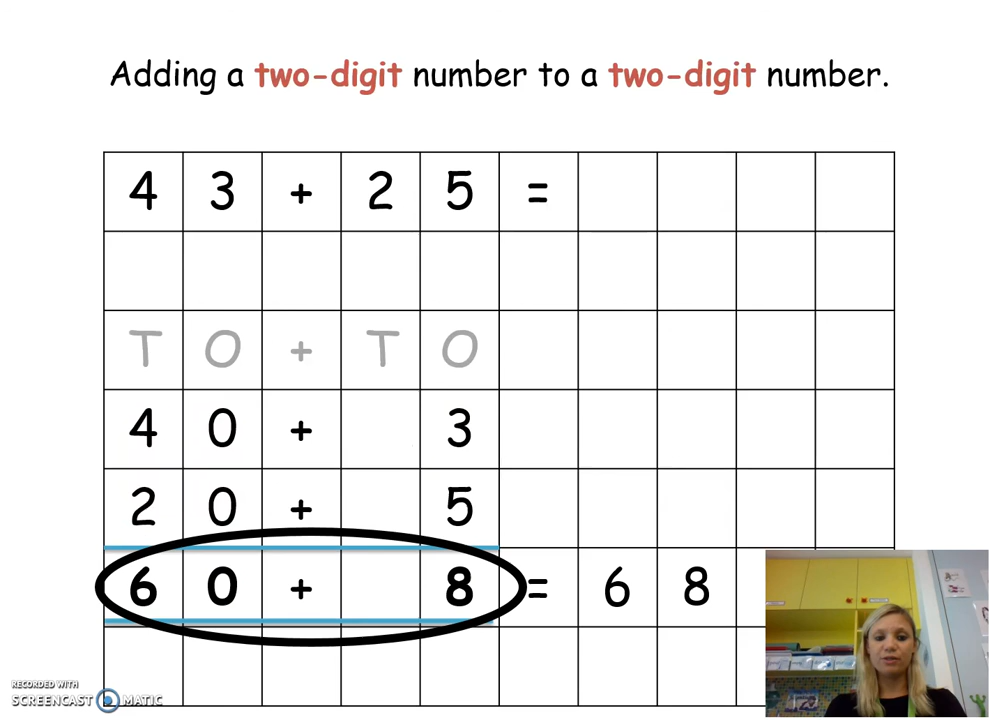 Adding a two-digit number to a two-digit number.
4 3 + 2 5 =
T O + T O
4 0 + 3
2 0 + 5
6 0 + 8 = 6 8
RECORDED WITH
SCREENCAST MATIC